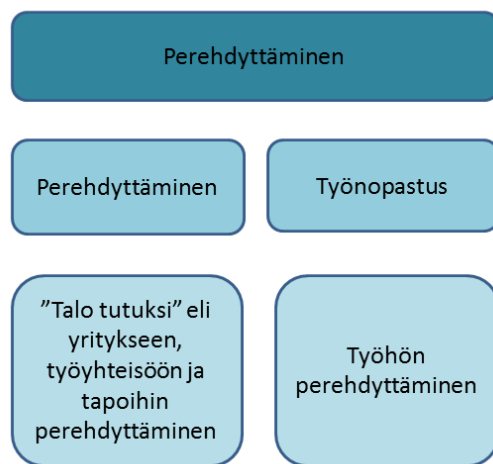 Perehdyttäminen
Perehdyttäminen
Työnopastus
”Talo tutuksi” eli
yritykseen,
työyhteisöön ja
tapoihin
perehdyttäminen
Työhön
perehdyttäminen